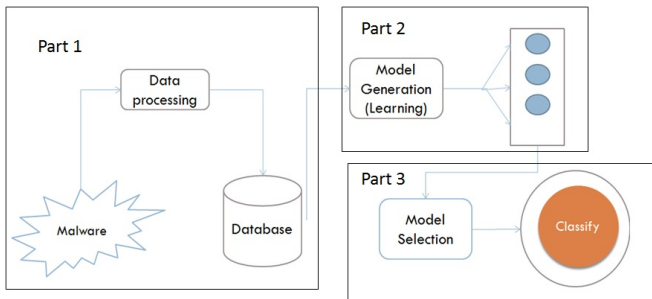 Part 1
Data
processing
Malware
Database
Part 2
Model
Generation
(Learning)
Part 3
Model
Selection
Classify